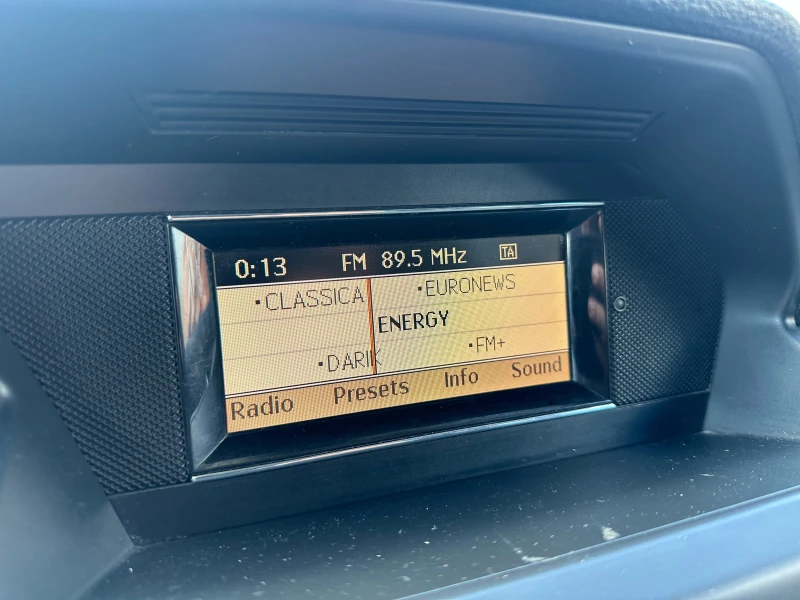 0:13 FM 89.5 MHz TA
•CLASSICA •EURONEWS
ENERGY
•DARIK •FM+
Radio Presets Info Sound